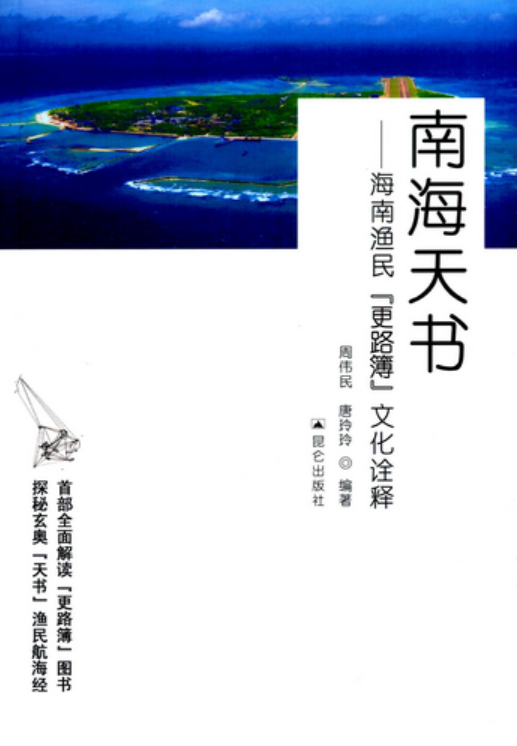 南海天书
——海南渔民『更路簿』文化诠释
周伟民 唐玲玲 ◎ 编著
昆仑出版社
首部全面解读『更路簿』图书
探秘玄奥『天书』渔民航海经